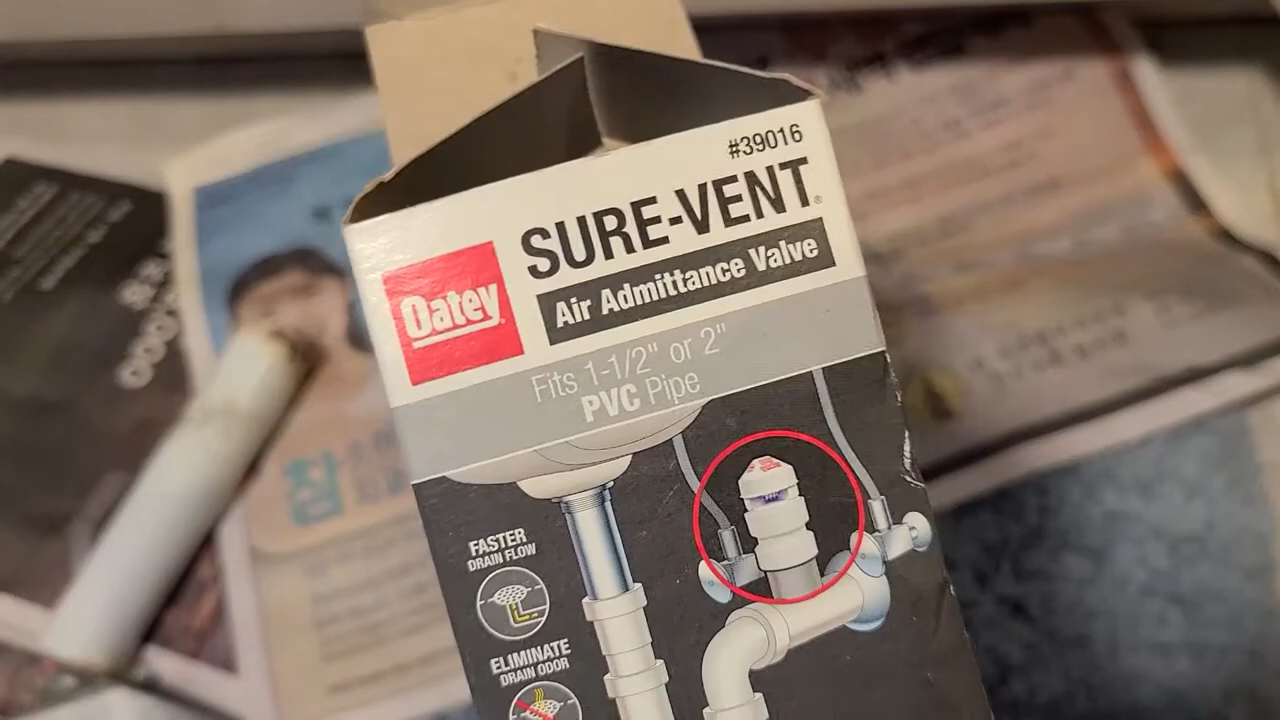 #39016
SURE-VENT®
Oatey
Air Admittance Valve
Fits 1-1/2" or 2"
PVC Pipe
FASTER
DRAIN FLOW
ELIMINATE
DRAIN ODOR
집